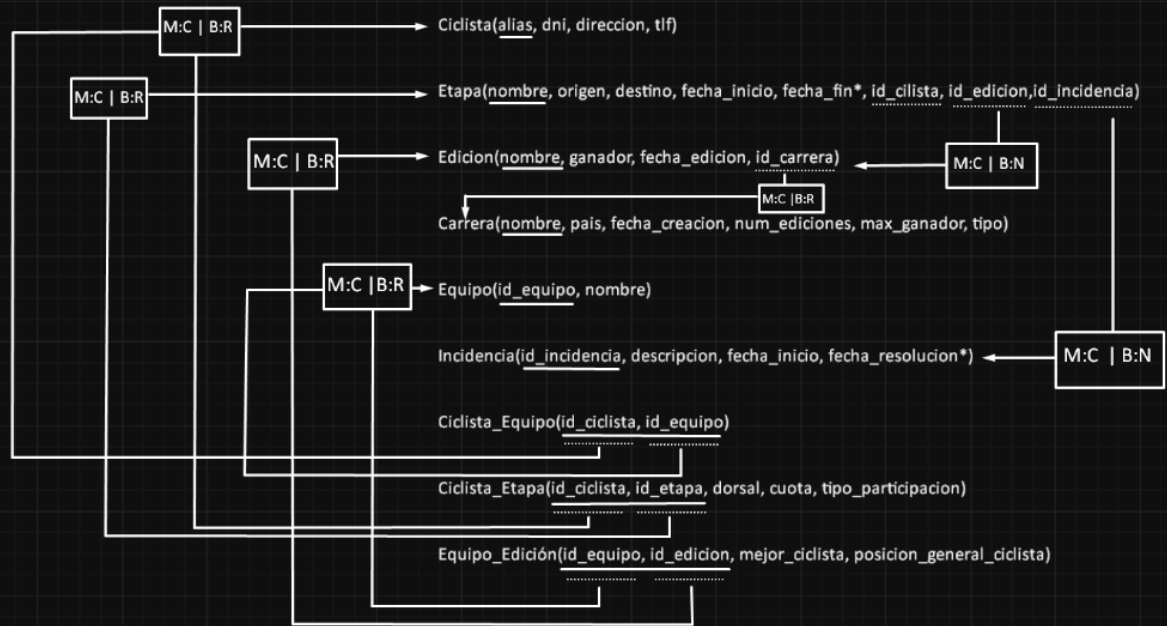 M:C | B:R
Ciclista(alias, dni, direccion, tlf)
M:C | B:R
Etapa(nombre, origen, destino, fecha_inicio, fecha_fin*, id_cilista, id_edicion,id_incidencia)
M:C | B:R
Edicion(nombre, ganador, fecha_edicion, id_carrera)
M:C | B:N
M:C |B:R
Carrera(nombre, pais, fecha_creacion, num_ediciones, max_ganador, tipo)
M:C |B:R
Equipo(id_equipo, nombre)
Incidencia(id_incidencia, descripcion, fecha_inicio, fecha_resolucion*)
M:C | B:N
Ciclista_Equipo(id_ciclista, id_equipo)
Ciclista_Etapa(id_ciclista, id_etapa, dorsal, cuota, tipo_participacion)
Equipo_Edición(id_equipo, id_edicion, mejor_ciclista, posicion_general_ciclista)